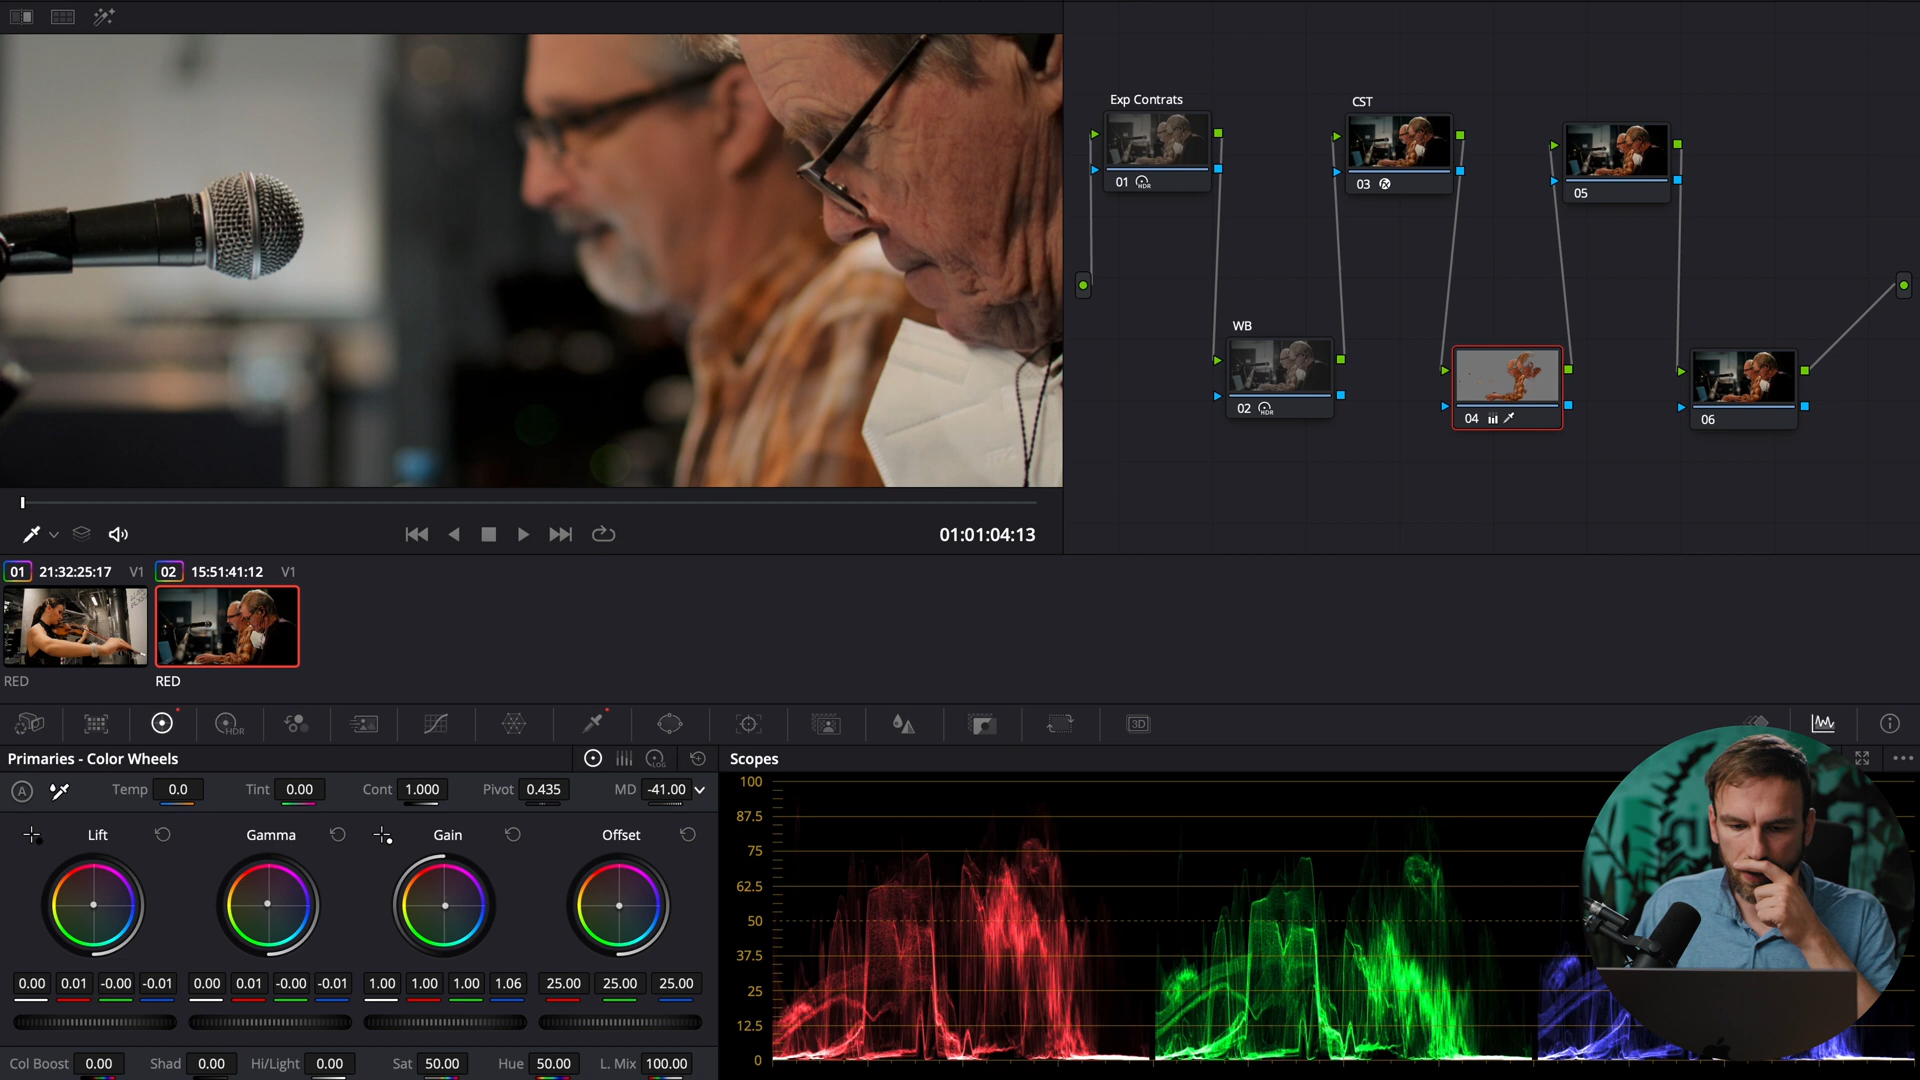 Exp Contrats
CST
01 HDR
03
05
WB
02 HDR
04
06
01:01:04:13
01 21:32:25:17 V1 02 15:51:41:12 V1
RED RED
HDR 3D
Primaries - Color Wheels LOG Scopes
A Temp 0.0 Tint 0.00 Cont 1.000 Pivot 0.435 MD -41.00
Lift Gamma Gain Offset
0.00 0.01 -0.00 -0.01 0.00 0.01 -0.00 -0.01 1.00 1.00 1.00 1.06 25.00 25.00 25.00
Col Boost 0.00 Shad 0.00 Hi/Light 0.00 Sat 50.00 Hue 50.00 L. Mix 100.00
100
87.5
75
62.5
50
37.5
25
12.5
0